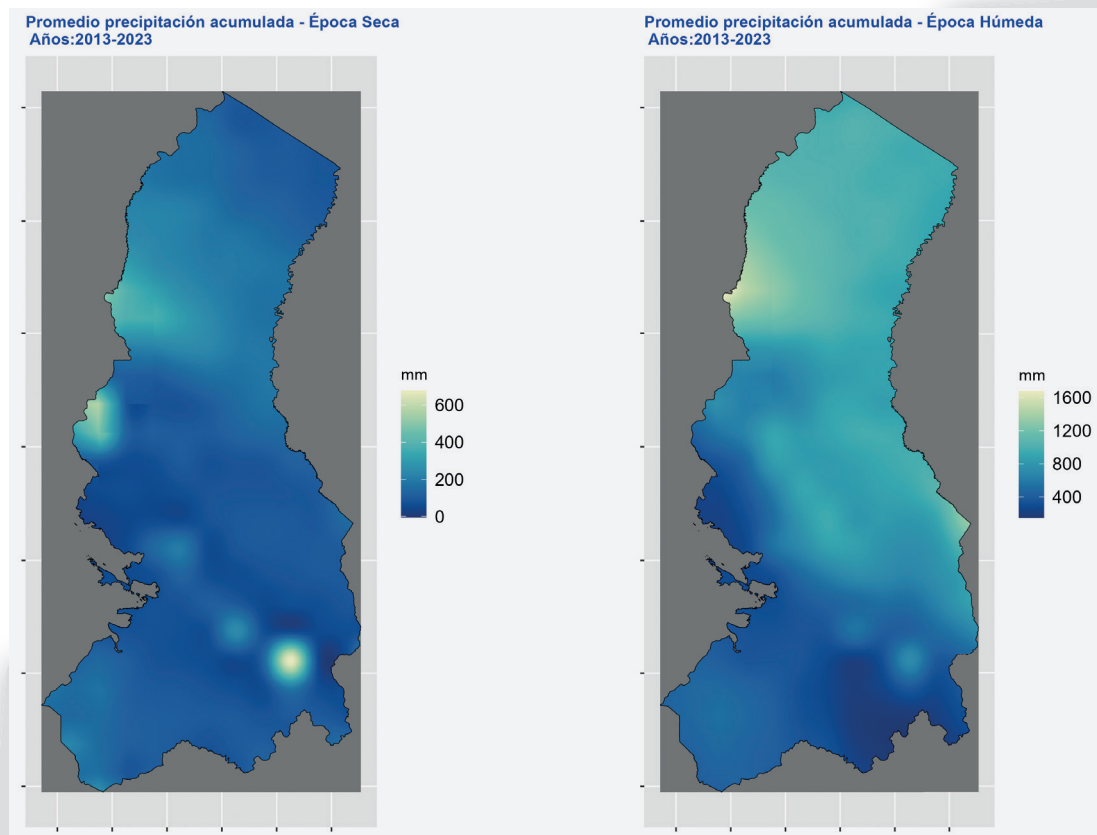 Promedio precipitación acumulada - Época Seca
Años:2013-2023
mm
600
400
200
0
Promedio precipitación acumulada - Época Húmeda
Años:2013-2023
mm
1600
1200
800
400